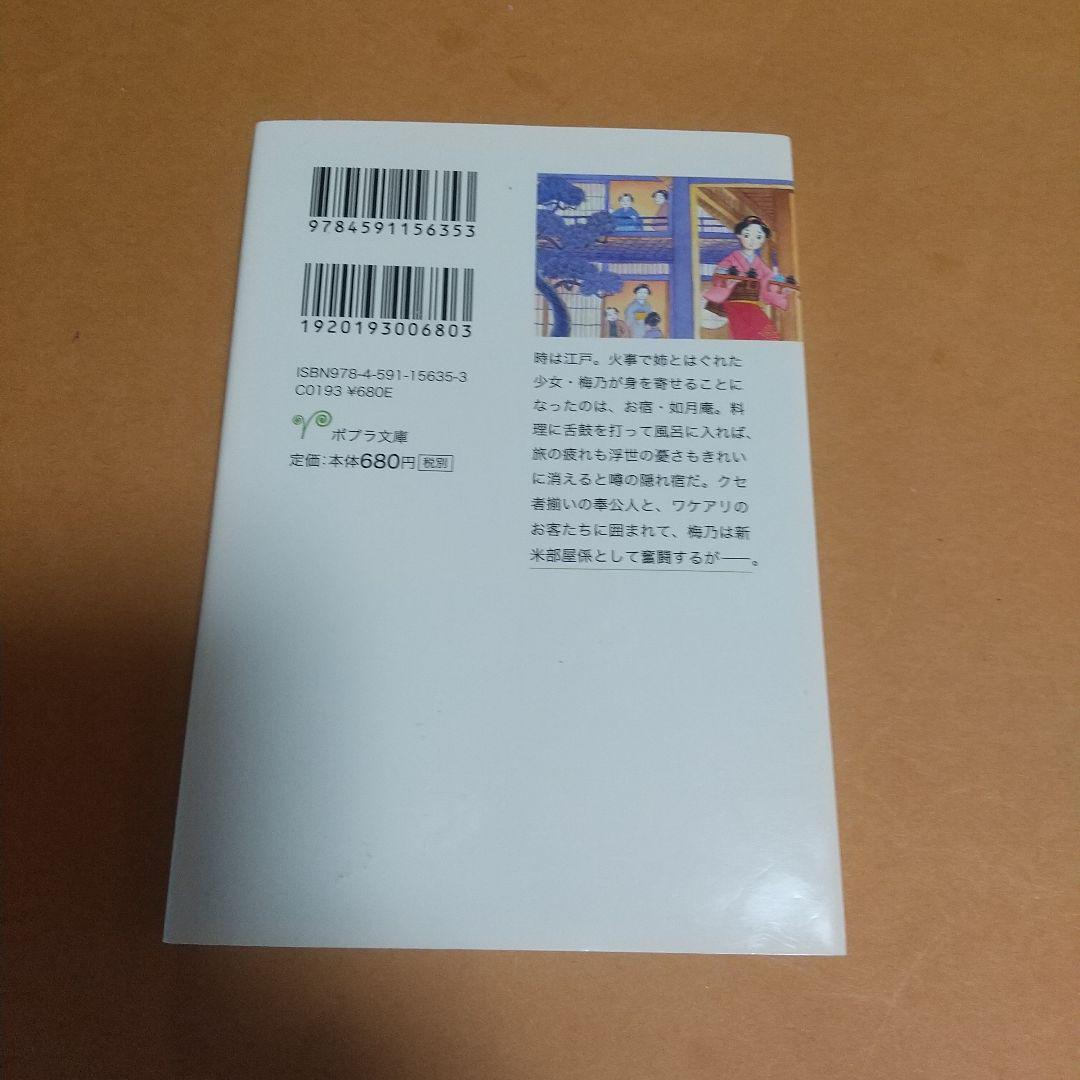 9784591156353
1920193006803
ISBN978-4-591-15635-3
C0193 ¥680E
ポプラ文庫
定価：本体680円 税別
時は江戸。火事で姉とはぐれた
少女・梅乃が身を寄せることに
なったのは、お宿・如月庵。料
理に舌鼓を打って風呂に入れば、
旅の疲れも浮世の憂さもきれい
に消えると噂の隠れ宿だ。クセ
者揃いの奉公人と、ワケアリの
お客たちに囲まれて、梅乃は新
米部屋係として奮闘するが――。